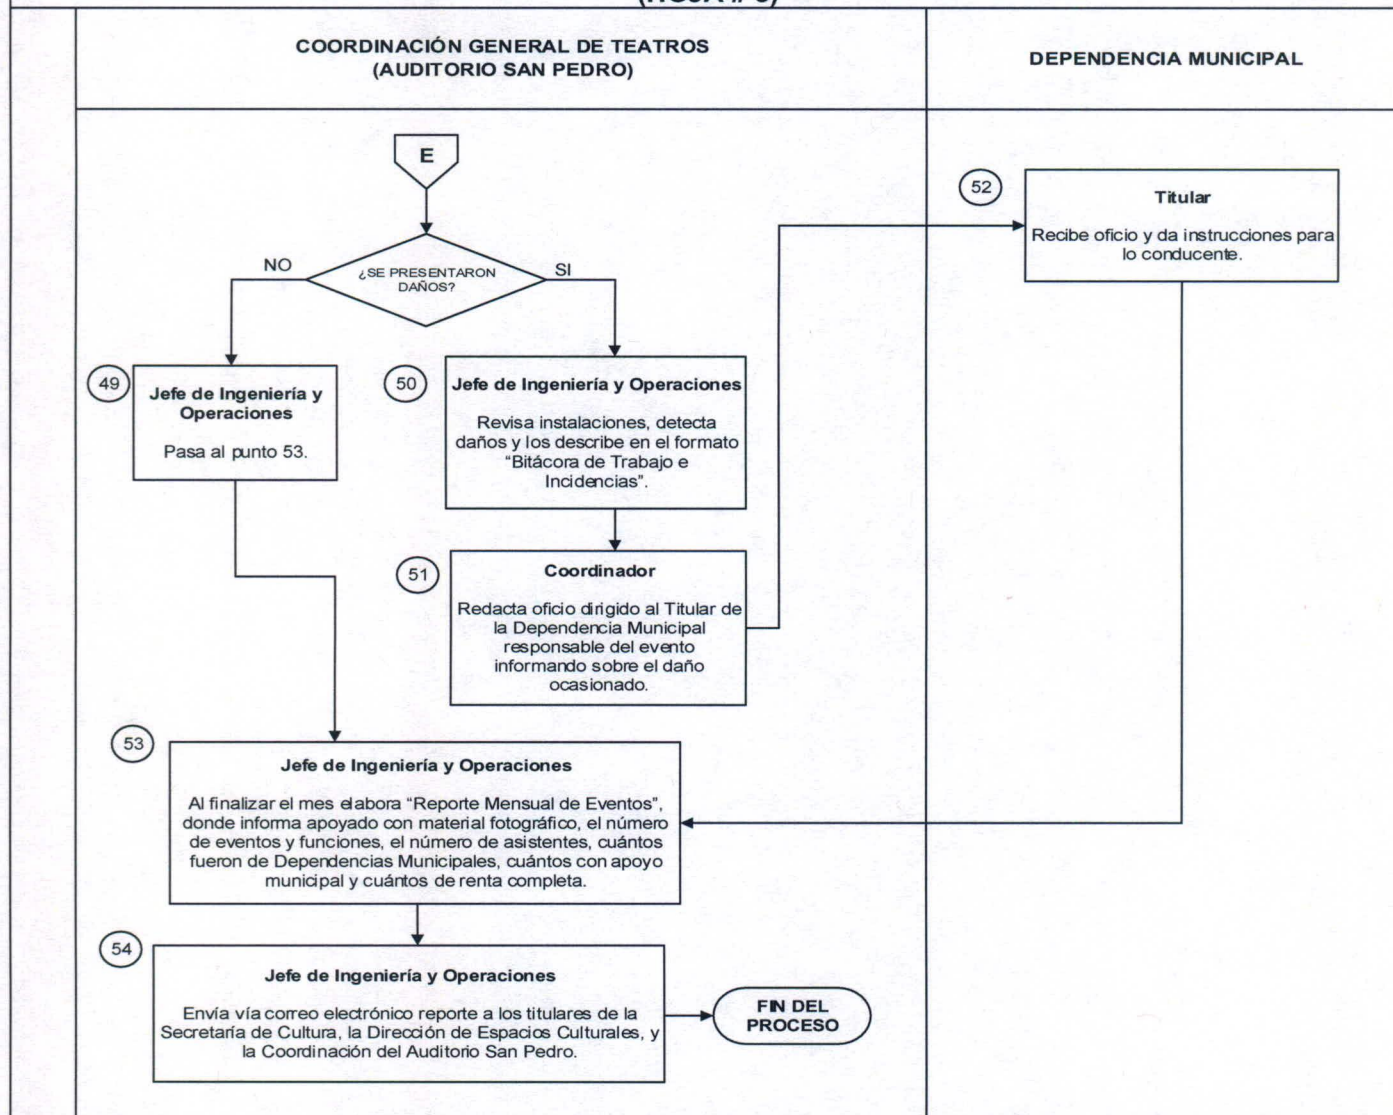 COORDINACIÓN GENERAL DE TEATROS
(AUDITORIO SAN PEDRO)
DEPENDENCIA MUNICIPAL
E
¿SE PRESENTARON
DAÑOS?
NO
SI
49
Jefe de Ingeniería y
Operaciones
Pasa al punto 53.
50
Jefe de Ingeniería y Operaciones
Revisa instalaciones, detecta
daños y los describe en el formato
“Bitácora de Trabajo e
Incidencias”.
51
Coordinador
Redacta oficio dirigido al Titular de
la Dependencia Municipal
responsable del evento
informando sobre el daño
ocasionado.
52
Titular
Recibe oficio y da instrucciones para
lo conducente.
53
Jefe de Ingeniería y Operaciones
Al finalizar el mes elabora “Reporte Mensual de Eventos”,
donde informa apoyado con material fotográfico, el número
de eventos y funciones, el número de asistentes, cuántos
fueron de Dependencias Municipales, cuántos con apoyo
municipal y cuántos de renta completa.
54
Jefe de Ingeniería y Operaciones
Envía vía correo electrónico reporte a los titulares de la
Secretaría de Cultura, la Dirección de Espacios Culturales, y
la Coordinación del Auditorio San Pedro.
FIN DEL
PROCESO